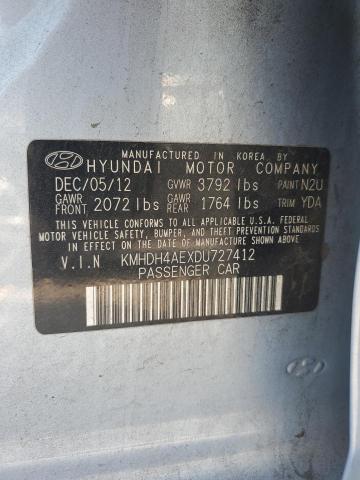 MANUFACTURED IN KOREA, BY
HYUNDAI MOTOR COMPANY
DEC/05/12 GVWR 3792 lbs PAINT N2U
GAWR FRONT 2072 lbs GAWR REAR 1764 lbs TRIM YDA
THIS VEHICLE CONFORMS TO ALL APPLICABLE U.S.A. FEDERAL
MOTOR VEHICLE SAFETY, BUMPER, AND THEFT PREVENTION
STANDARDS IN EFFECT ON THE DATE OF MANUFACTURE SHOWN ABOVE.
V.I.N KMHDH4AEXDU727412
PASSENGER CAR